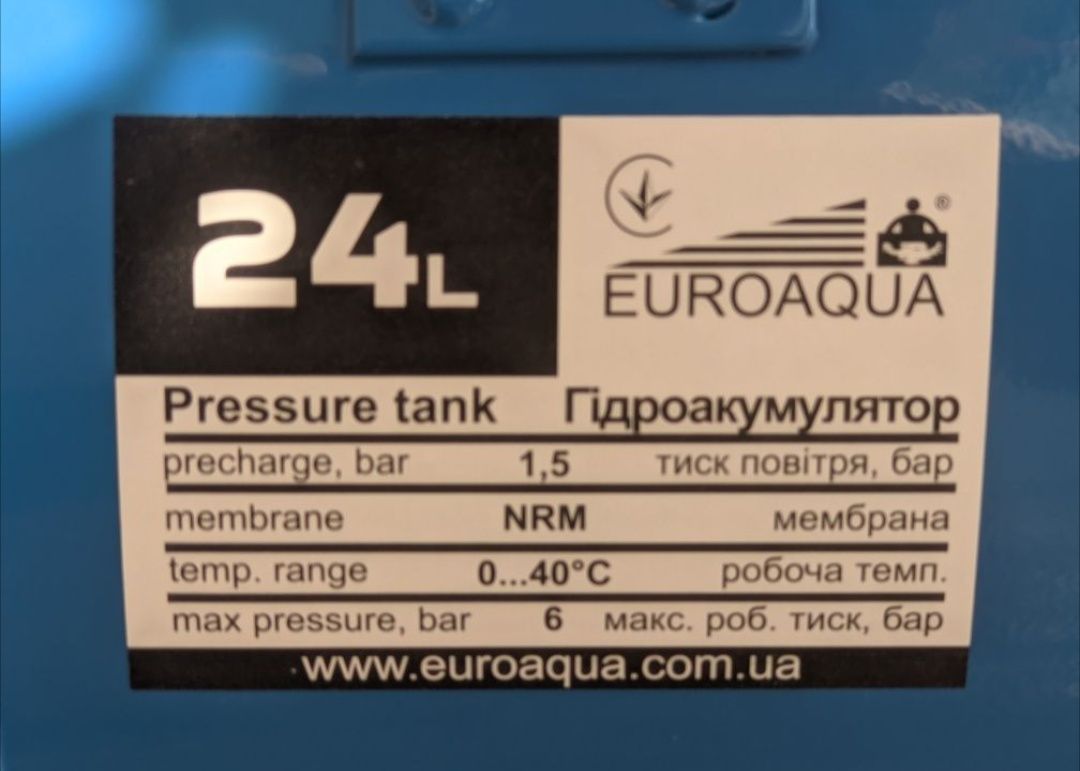 24L
®
EUROAQUA
Pressure tank Гідроакумулятор
precharge, bar 1,5 тиск повітря, бар
membrane NRM мембрана
temp. range 0...40°C робоча темп.
max pressure, bar 6 макс. роб. тиск, бар
www.euroaqua.com.ua